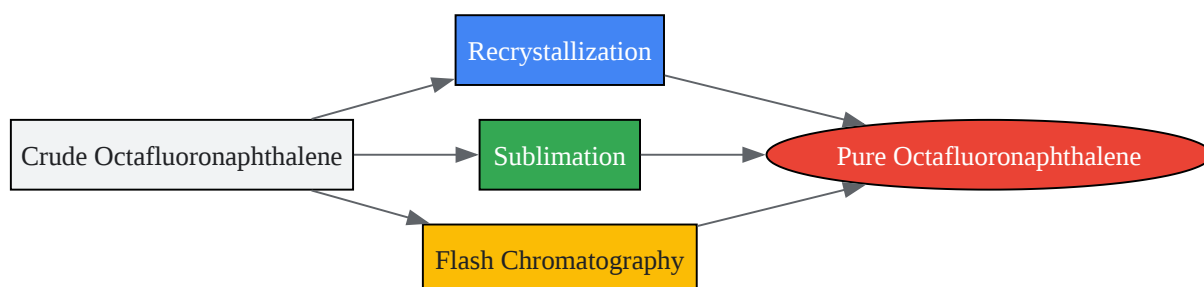 Recrystallization
Crude Octafluoronaphthalene
Sublimation
Pure Octafluoronaphthalene
Flash Chromatography